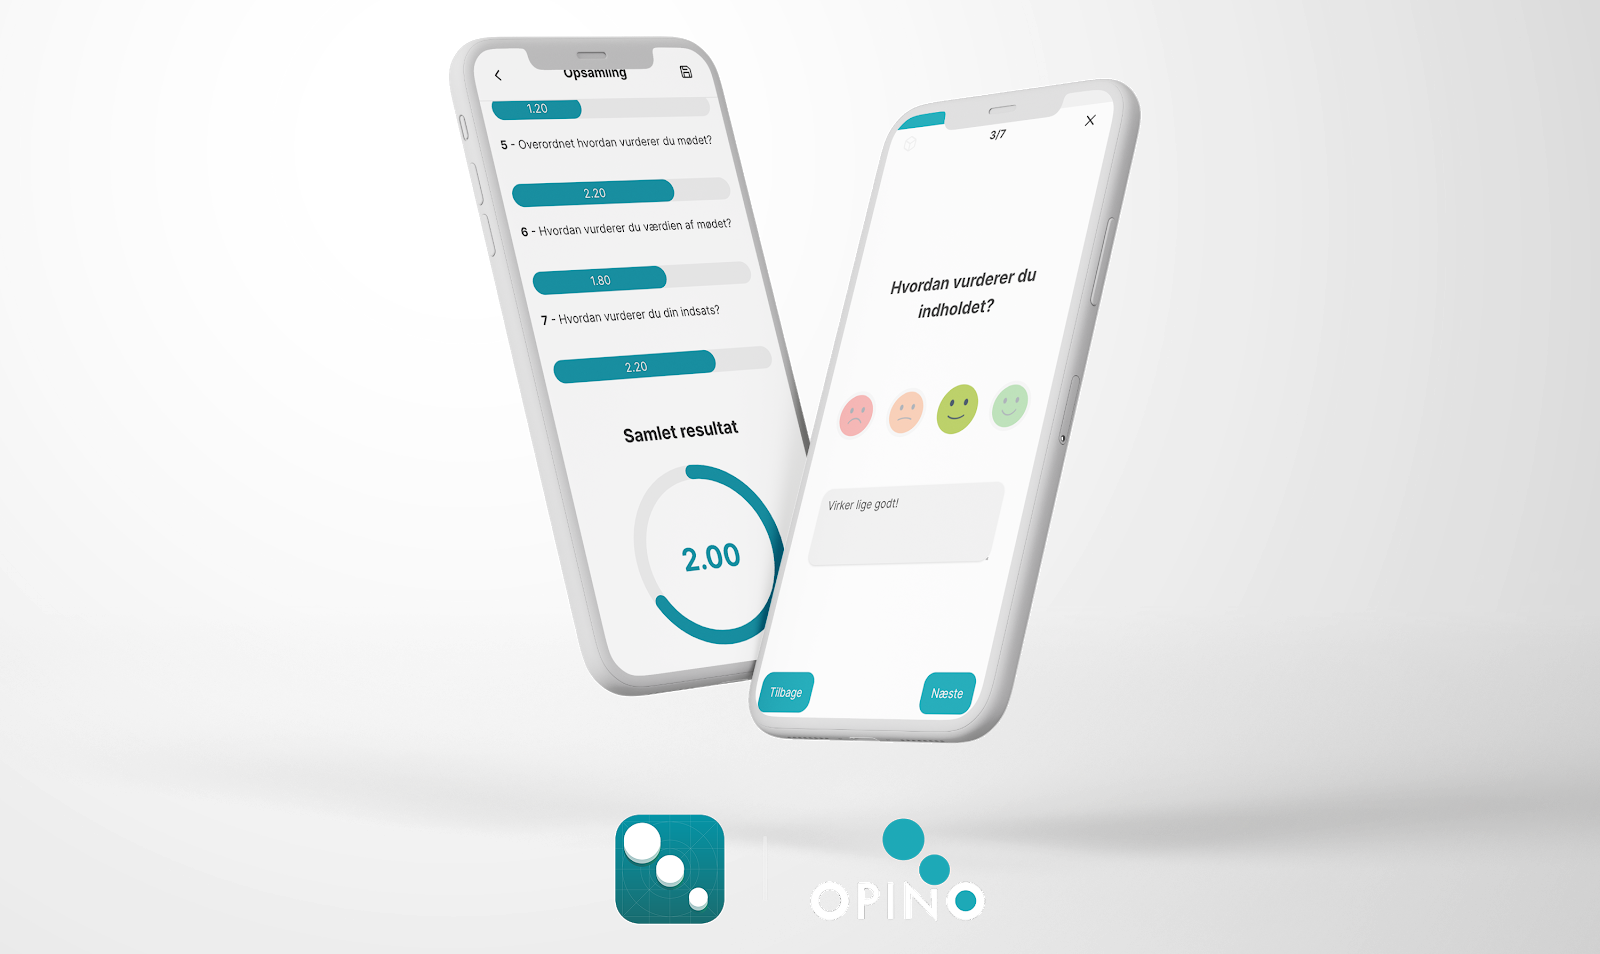 Opsamling
1.20
5 - Overordnet hvordan vurderer du mødet?
2.20
6 - Hvordan vurderer du værdien af mødet?
1.80
7 - Hvordan vurderer du din indsats?
2.20
Samlet resultat
2.00
3/7
Hvordan vurderer du
indholdet?
Virker lige godt!
Tilbage
Næste
OPINO